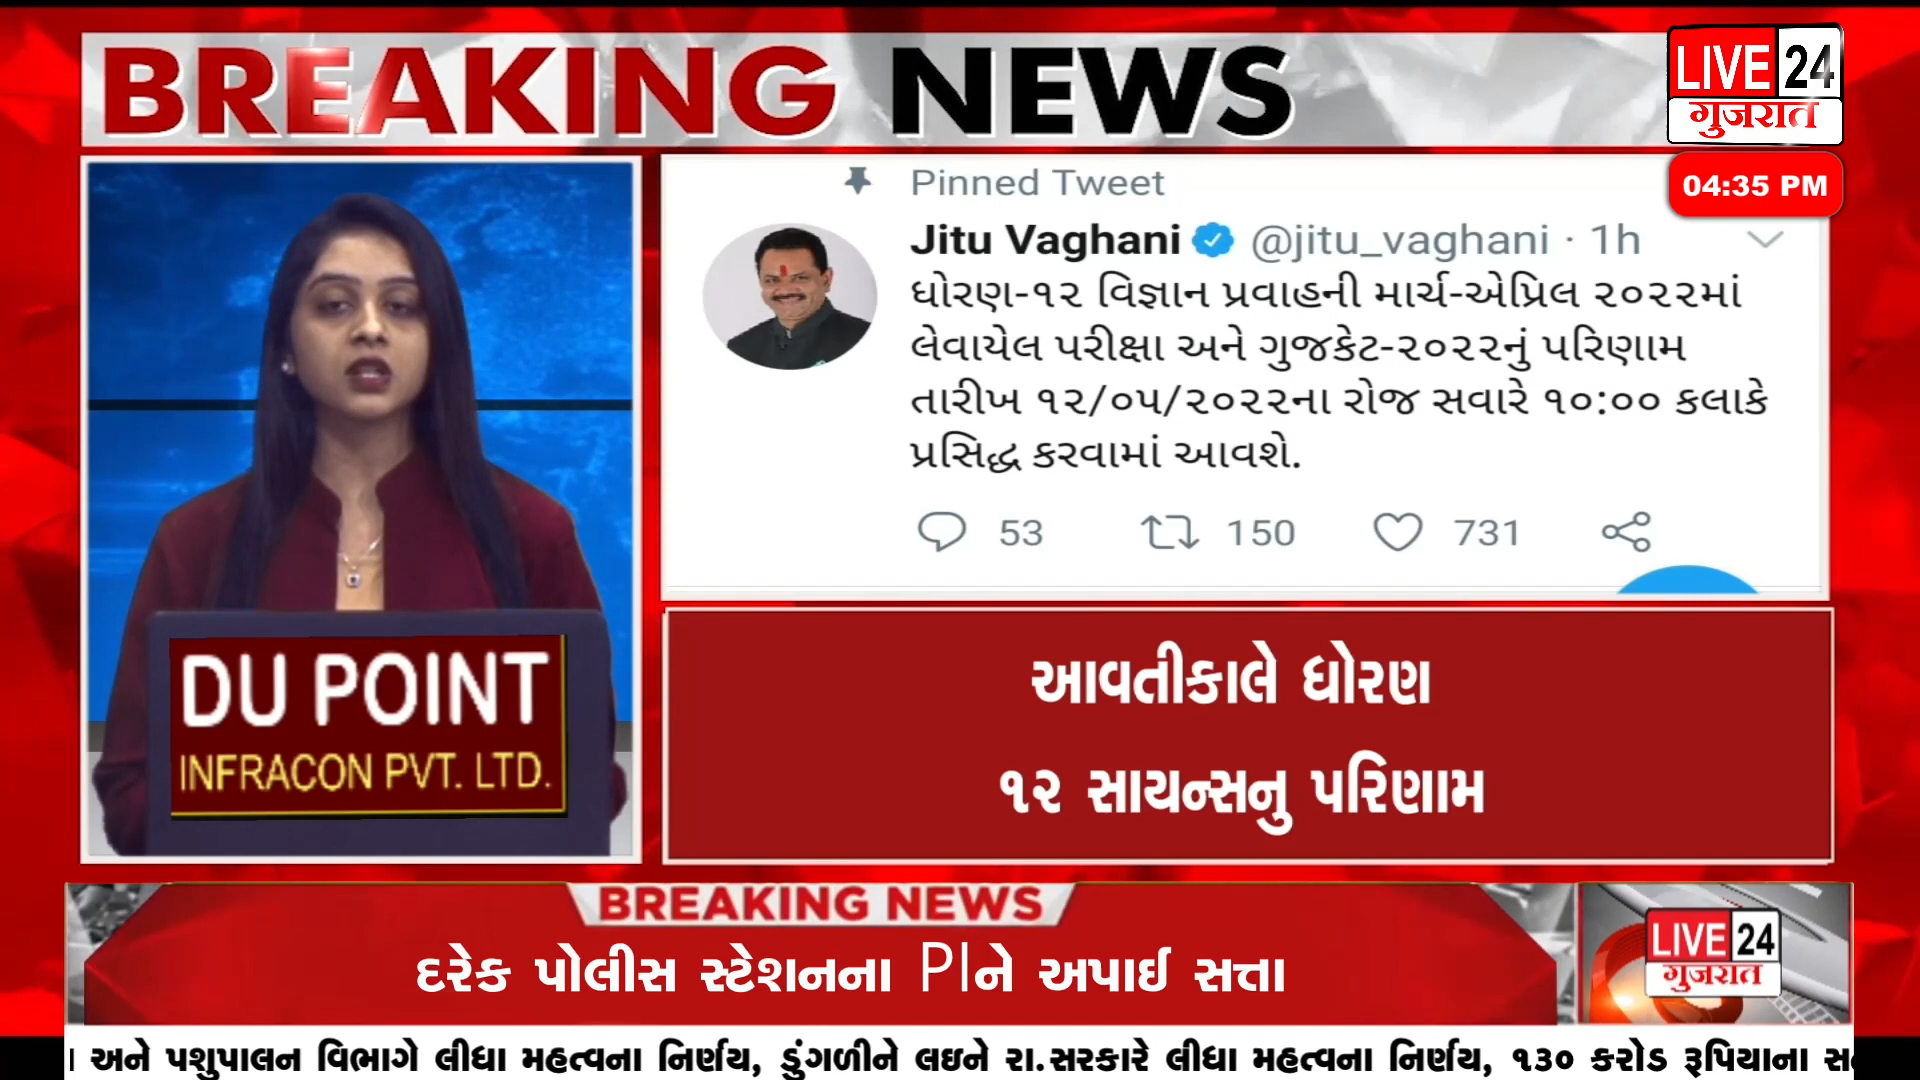 BREAKING NEWS
LIVE 24
गुजरात
04:35 PM
Pinned Tweet
Jitu Vaghani @jitu_vaghani · 1h
ધોરણ-૧૨ વિજ્ઞાન પ્રવાહની માર્ચ-એપ્રિલ ૨૦૨૨માં
લેવાયેલ પરીક્ષા અને ગુજકેટ-૨૦૨૨નું પરિણામ
તારીખ ૧૨/૦૫/૨૦૨૨ના રોજ સવારે ૧૦:૦૦ કલાકે
પ્રસિદ્ધ કરવામાં આવશે.
53 150 731
DU POINT
INFRACON PVT. LTD.
આવતીકાલે ધોરણ
૧૨ સાયન્સનુ પરિણામ
BREAKING NEWS
દરેક પોલીસ સ્ટેશનના PIને અપાઈ સત્તા
LIVE 24
गुजरात
અને પશુપાલન વિભાગે લીધા મહત્વના નિર્ણય, ડુંગળીને લઇને રા.સરકારે લીધા મહત્વના નિર્ણય, ૧૩૦ કરોડ રૂપિયાના